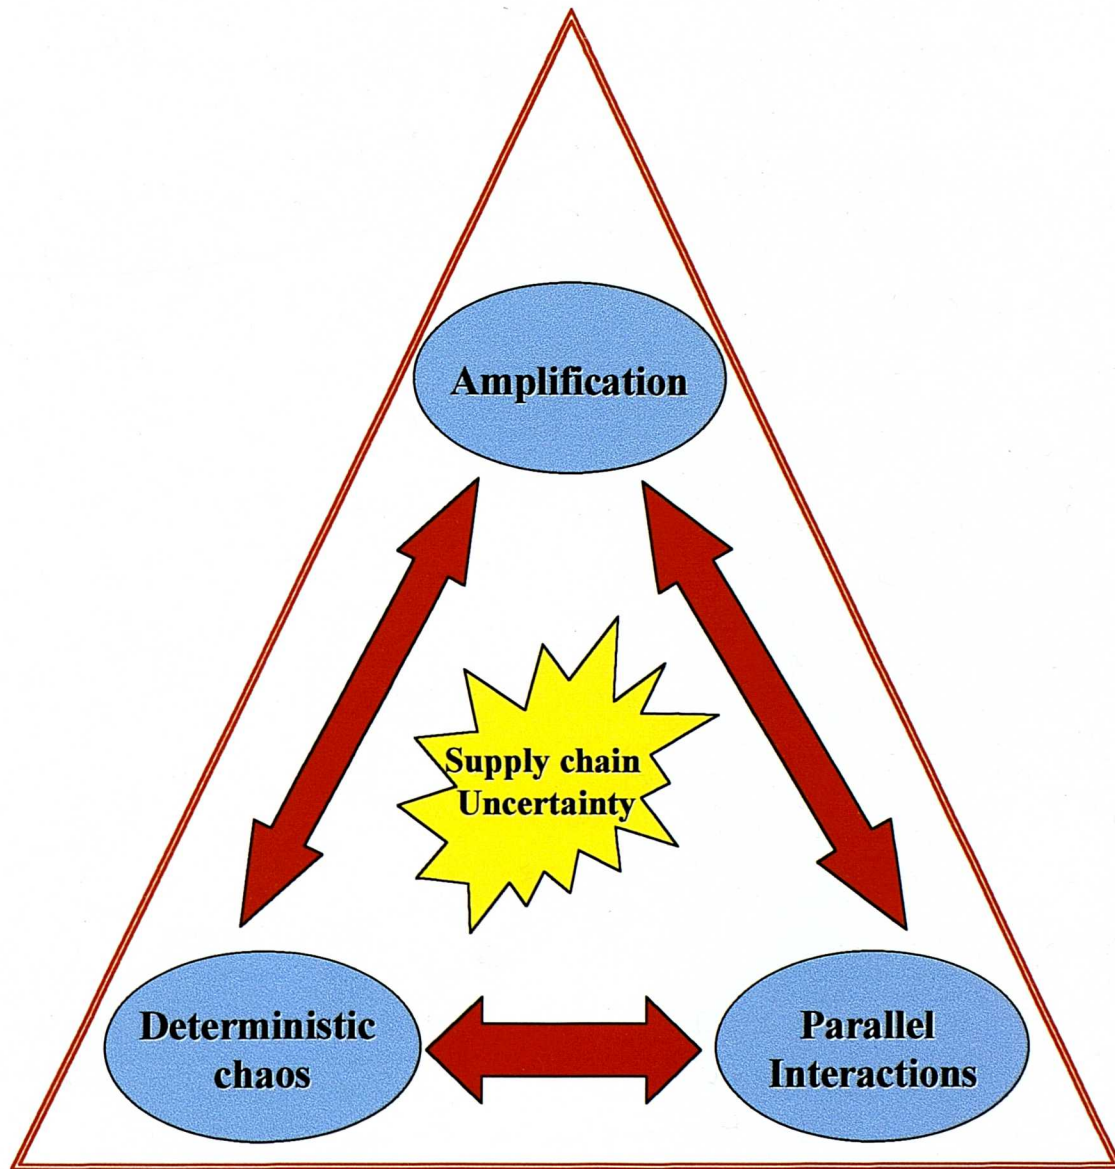 Amplification
Supply chain
Uncertainty
Deterministic
chaos
Parallel
Interactions